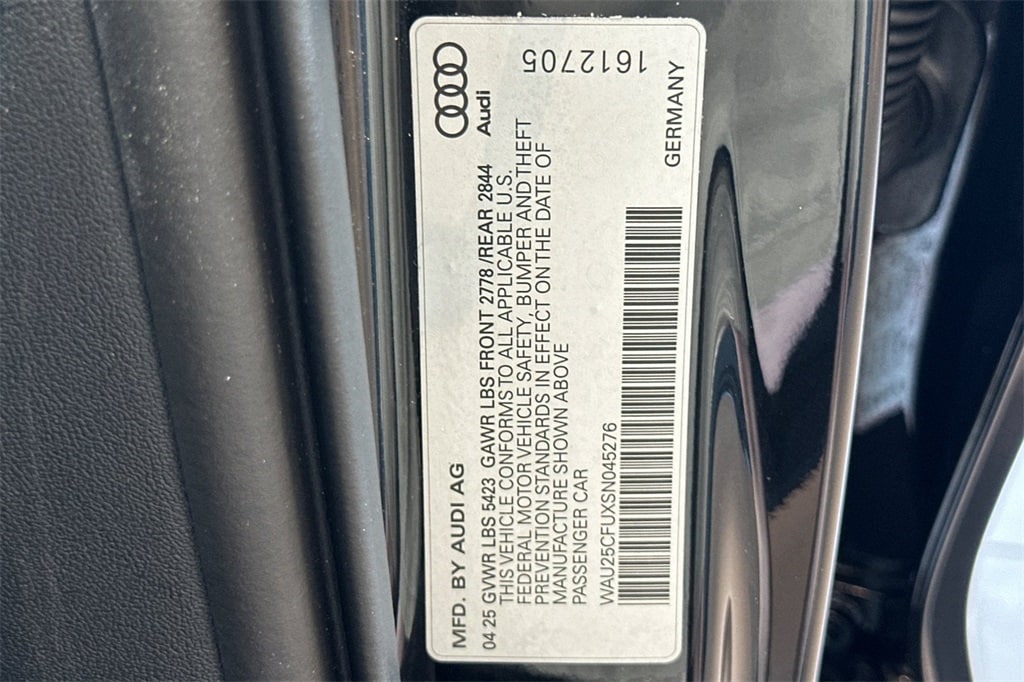 MFD. BY AUDI AG
Audi
04 25 GVWR LBS 5423 GAWR LBS FRONT 2778 /REAR 2844
THIS VEHICLE CONFORMS TO ALL APPLICABLE U.S.
FEDERAL MOTOR VEHICLE SAFETY, BUMPER AND THEFT
PREVENTION STANDARDS IN EFFECT ON THE DATE OF
MANUFACTURE SHOWN ABOVE
PASSENGER CAR
WAU25CFUXSN045276
GERMANY
1612705